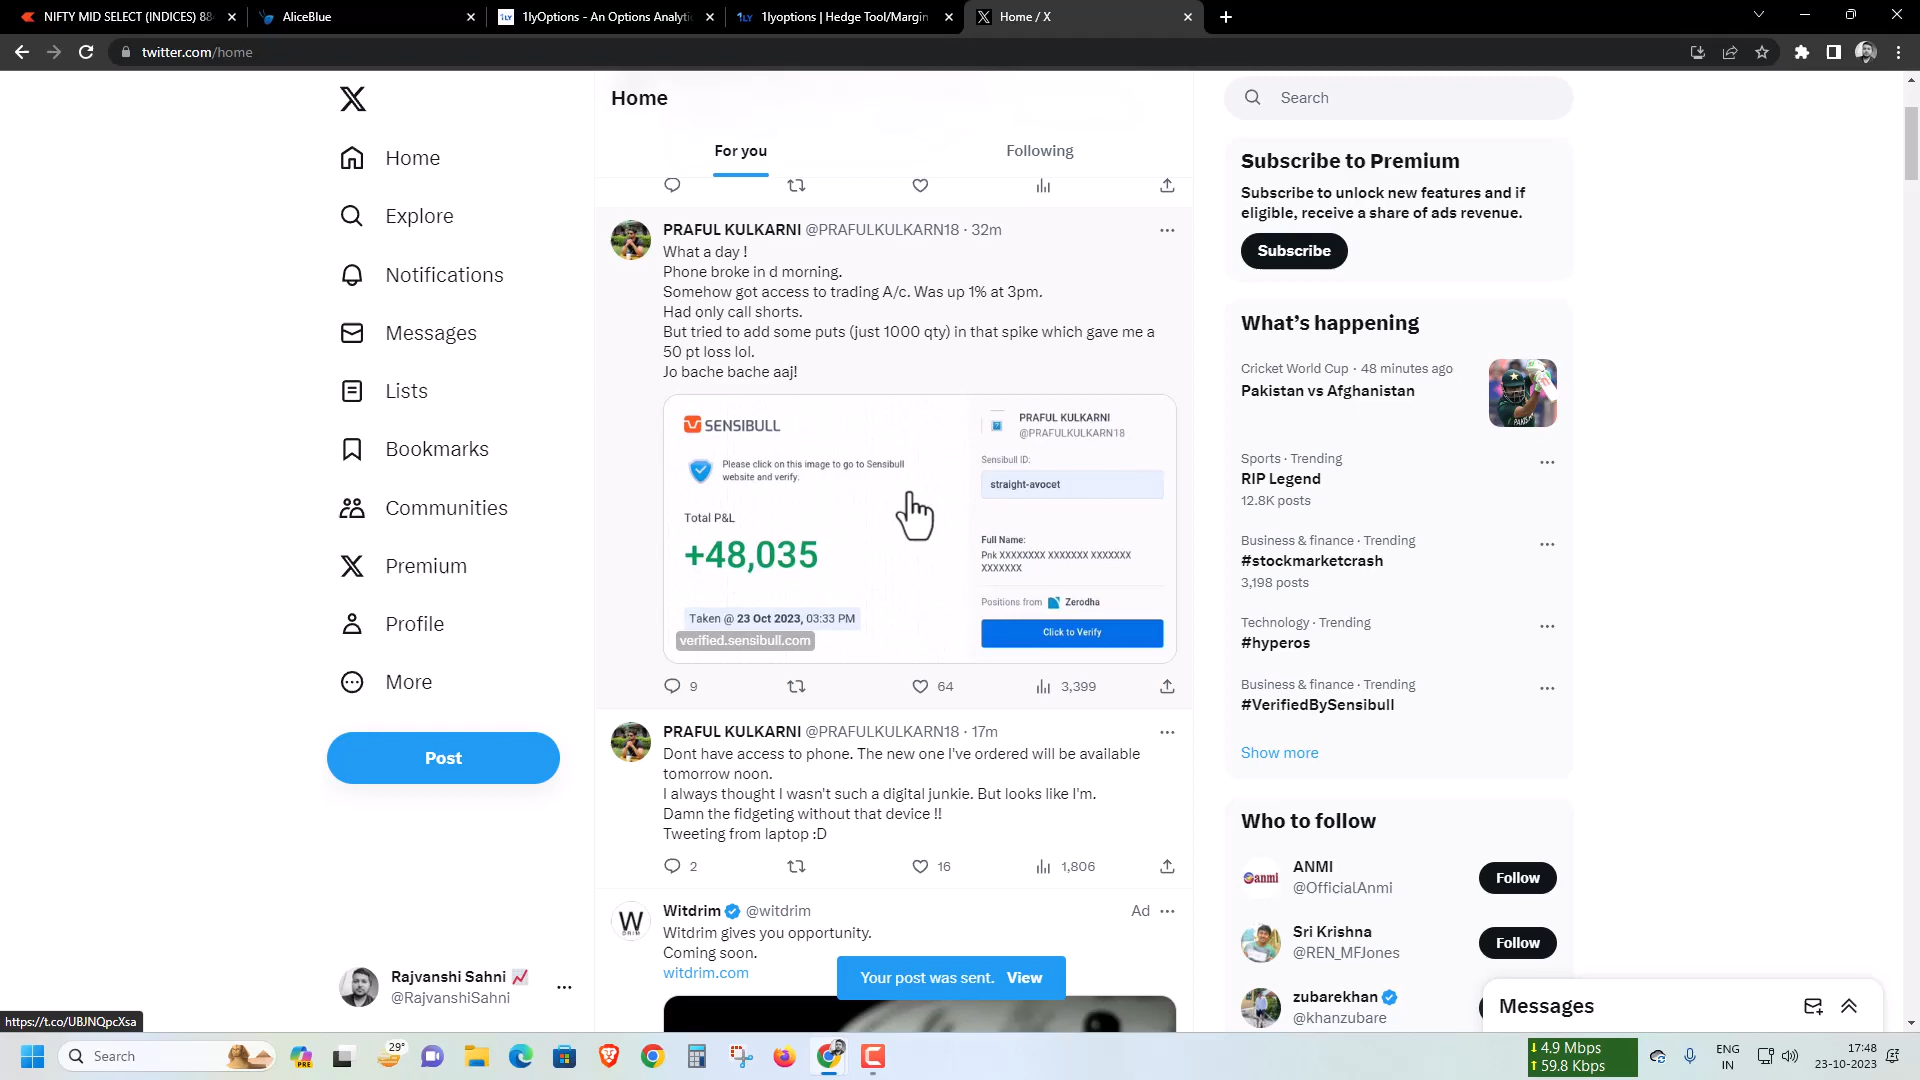 NIFTY MID SELECT (INDICES) 88
AliceBlue
1lyOptions - An Options Analytic
1lyoptions | Hedge Tool/Margin
Home / X
twitter.com/home
Home
Explore
Notifications
Messages
Lists
Bookmarks
Communities
Premium
Profile
More
Post
Rajvanshi Sahni
@RajvanshiSahni
https://t.co/UBJNQpcXsa
Home
For you
Following
PRAFUL KULKARNI @PRAFULKULKARN18 · 32m
What a day !
Phone broke in d morning.
Somehow got access to trading A/c. Was up 1% at 3pm.
Had only call shorts.
But tried to add some puts (just 1000 qty) in that spike which gave me a
50 pt loss lol.
Jo bache bache aaj!
SENSIBULL
Please click on this image to go to Sensibull
website and verify.
Total P&L
+48,035
Taken @ 23 Oct 2023, 03:33 PM
verified.sensibull.com
PRAFUL KULKARNI
@PRAFULKULKARN18
Sensibull ID:
straight-avocet
Full Name:
Pnk XXXXXXXX XXXXXXX XXXXXXX
XXXXXXX
Positions from Zerodha
Click to Verify
9
64
3,399
PRAFUL KULKARNI @PRAFULKULKARN18 · 17m
Dont have access to phone. The new one I've ordered will be available
tomorrow noon.
I always thought I wasn't such a digital junkie. But looks like I'm.
Damn the fidgeting without that device !!
Tweeting from laptop :D
2
16
1,806
W
DRIM
Witdrim @witdrim
Ad
Witdrim gives you opportunity.
Coming soon.
witdrim.com
Your post was sent. View
Search
Subscribe to Premium
Subscribe to unlock new features and if
eligible, receive a share of ads revenue.
Subscribe
What's happening
Cricket World Cup · 48 minutes ago
Pakistan vs Afghanistan
Sports · Trending
RIP Legend
12.8K posts
Business & finance · Trending
#stockmarketcrash
3,198 posts
Technology · Trending
#hyperos
Business & finance · Trending
#VerifiedBySensibull
Show more
Who to follow
anmi
ANMI
@OfficialAnmi
Follow
Sri Krishna
@REN_MFJones
Follow
zubarekhan
@khanzubare
Messages
Search
PRE
29°
4.9 Mbps
59.8 Kbps
ENG
IN
17:48
23-10-2023